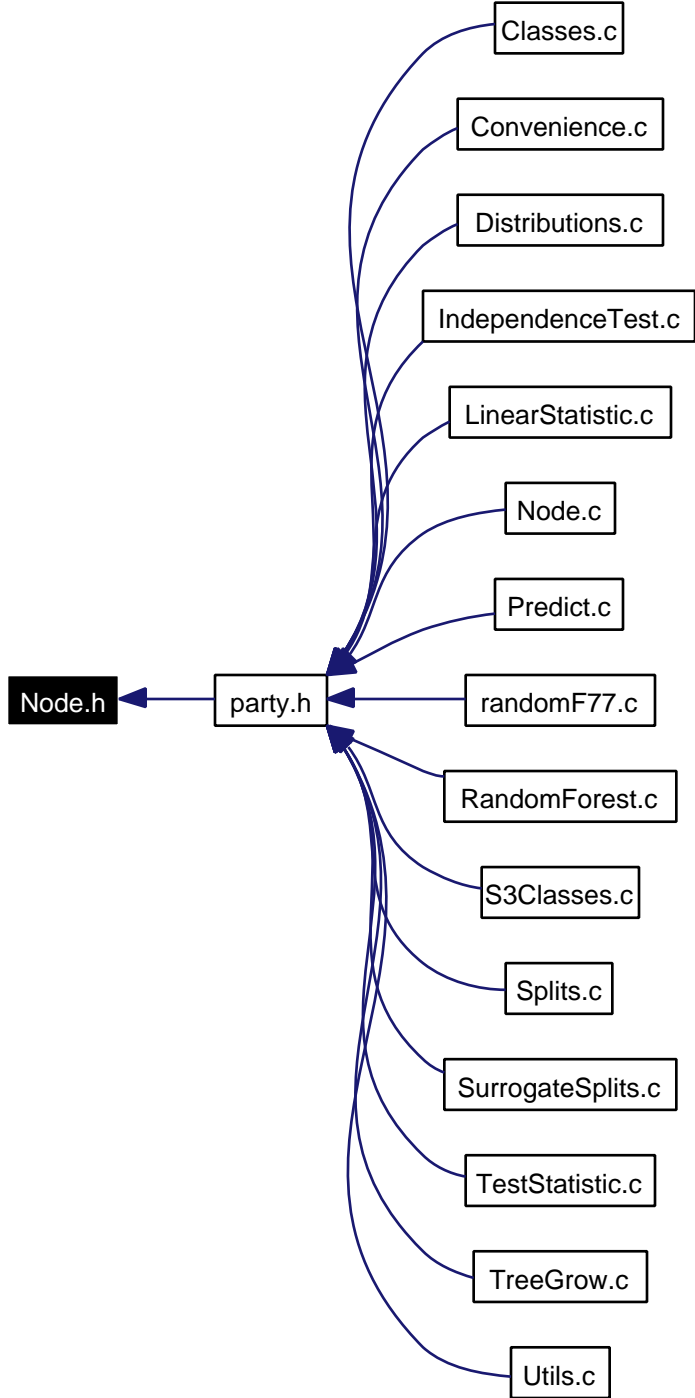 Classes.c
Convenience.c
Distributions.c
IndependenceTest.c
LinearStatistic.c
Node.c
Predict.c
Node.h
party.h
randomF77.c
RandomForest.c
S3Classes.c
Splits.c
SurrogateSplits.c
TestStatistic.c
TreeGrow.c
Utils.c